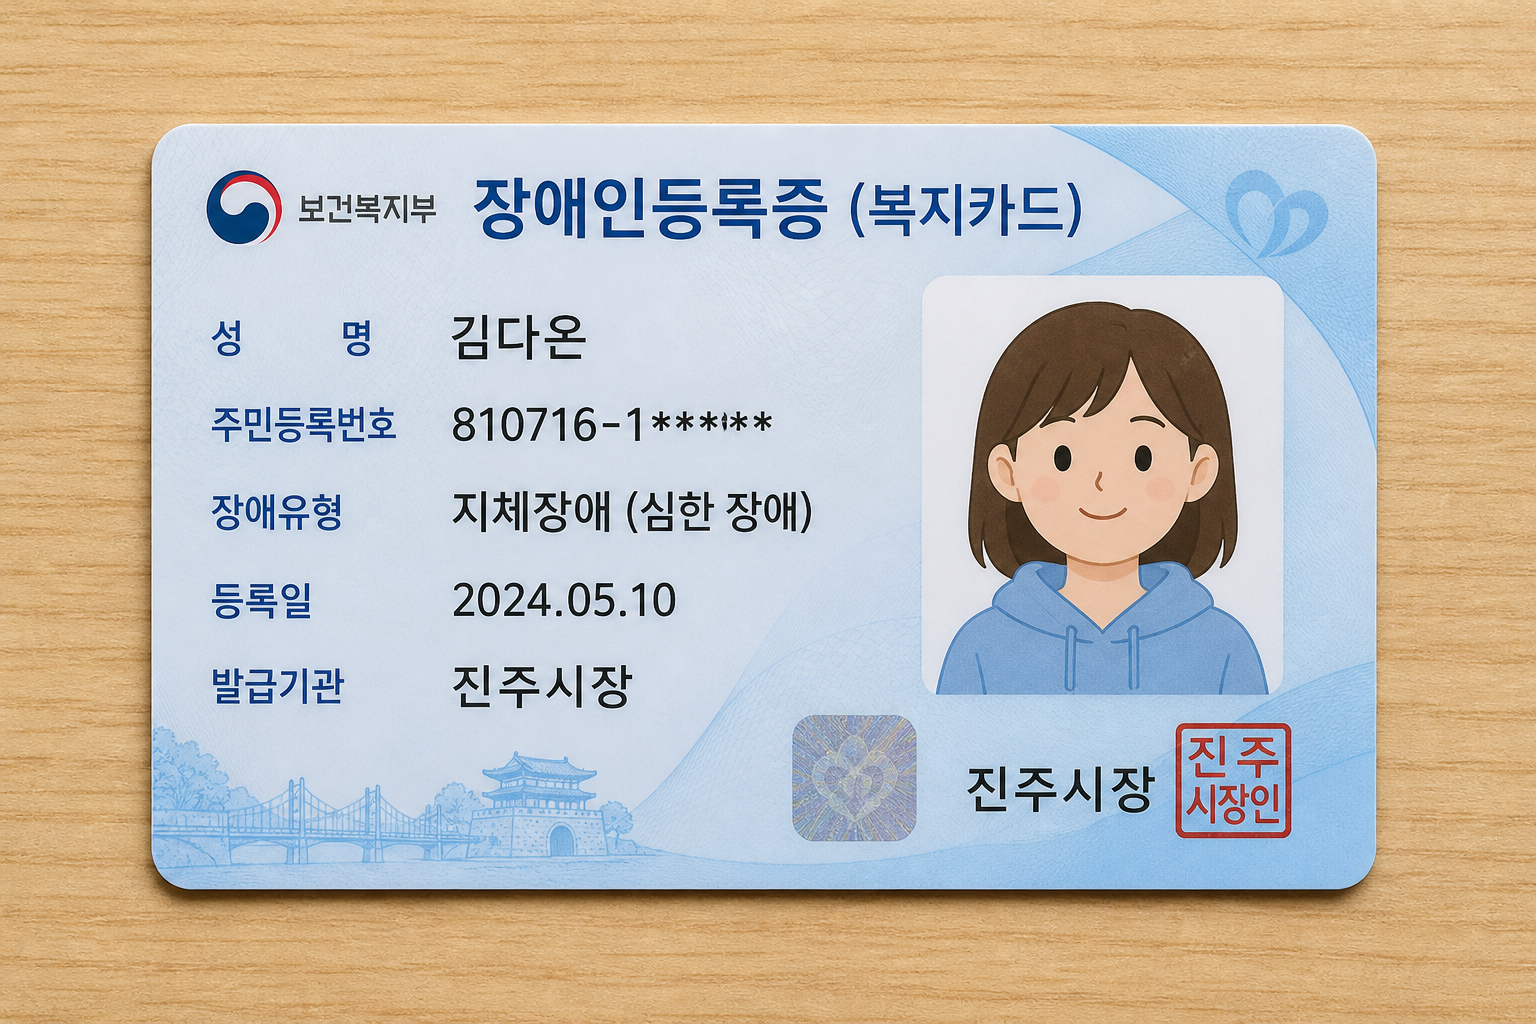 보건복지부 장애인등록증 (복지카드)
성 명 김다온
주민등록번호 810716-1******
장애유형 지체장애 (심한 장애)
등록일 2024.05.10
발급기관 진주시장
진주시장
진주
시장인